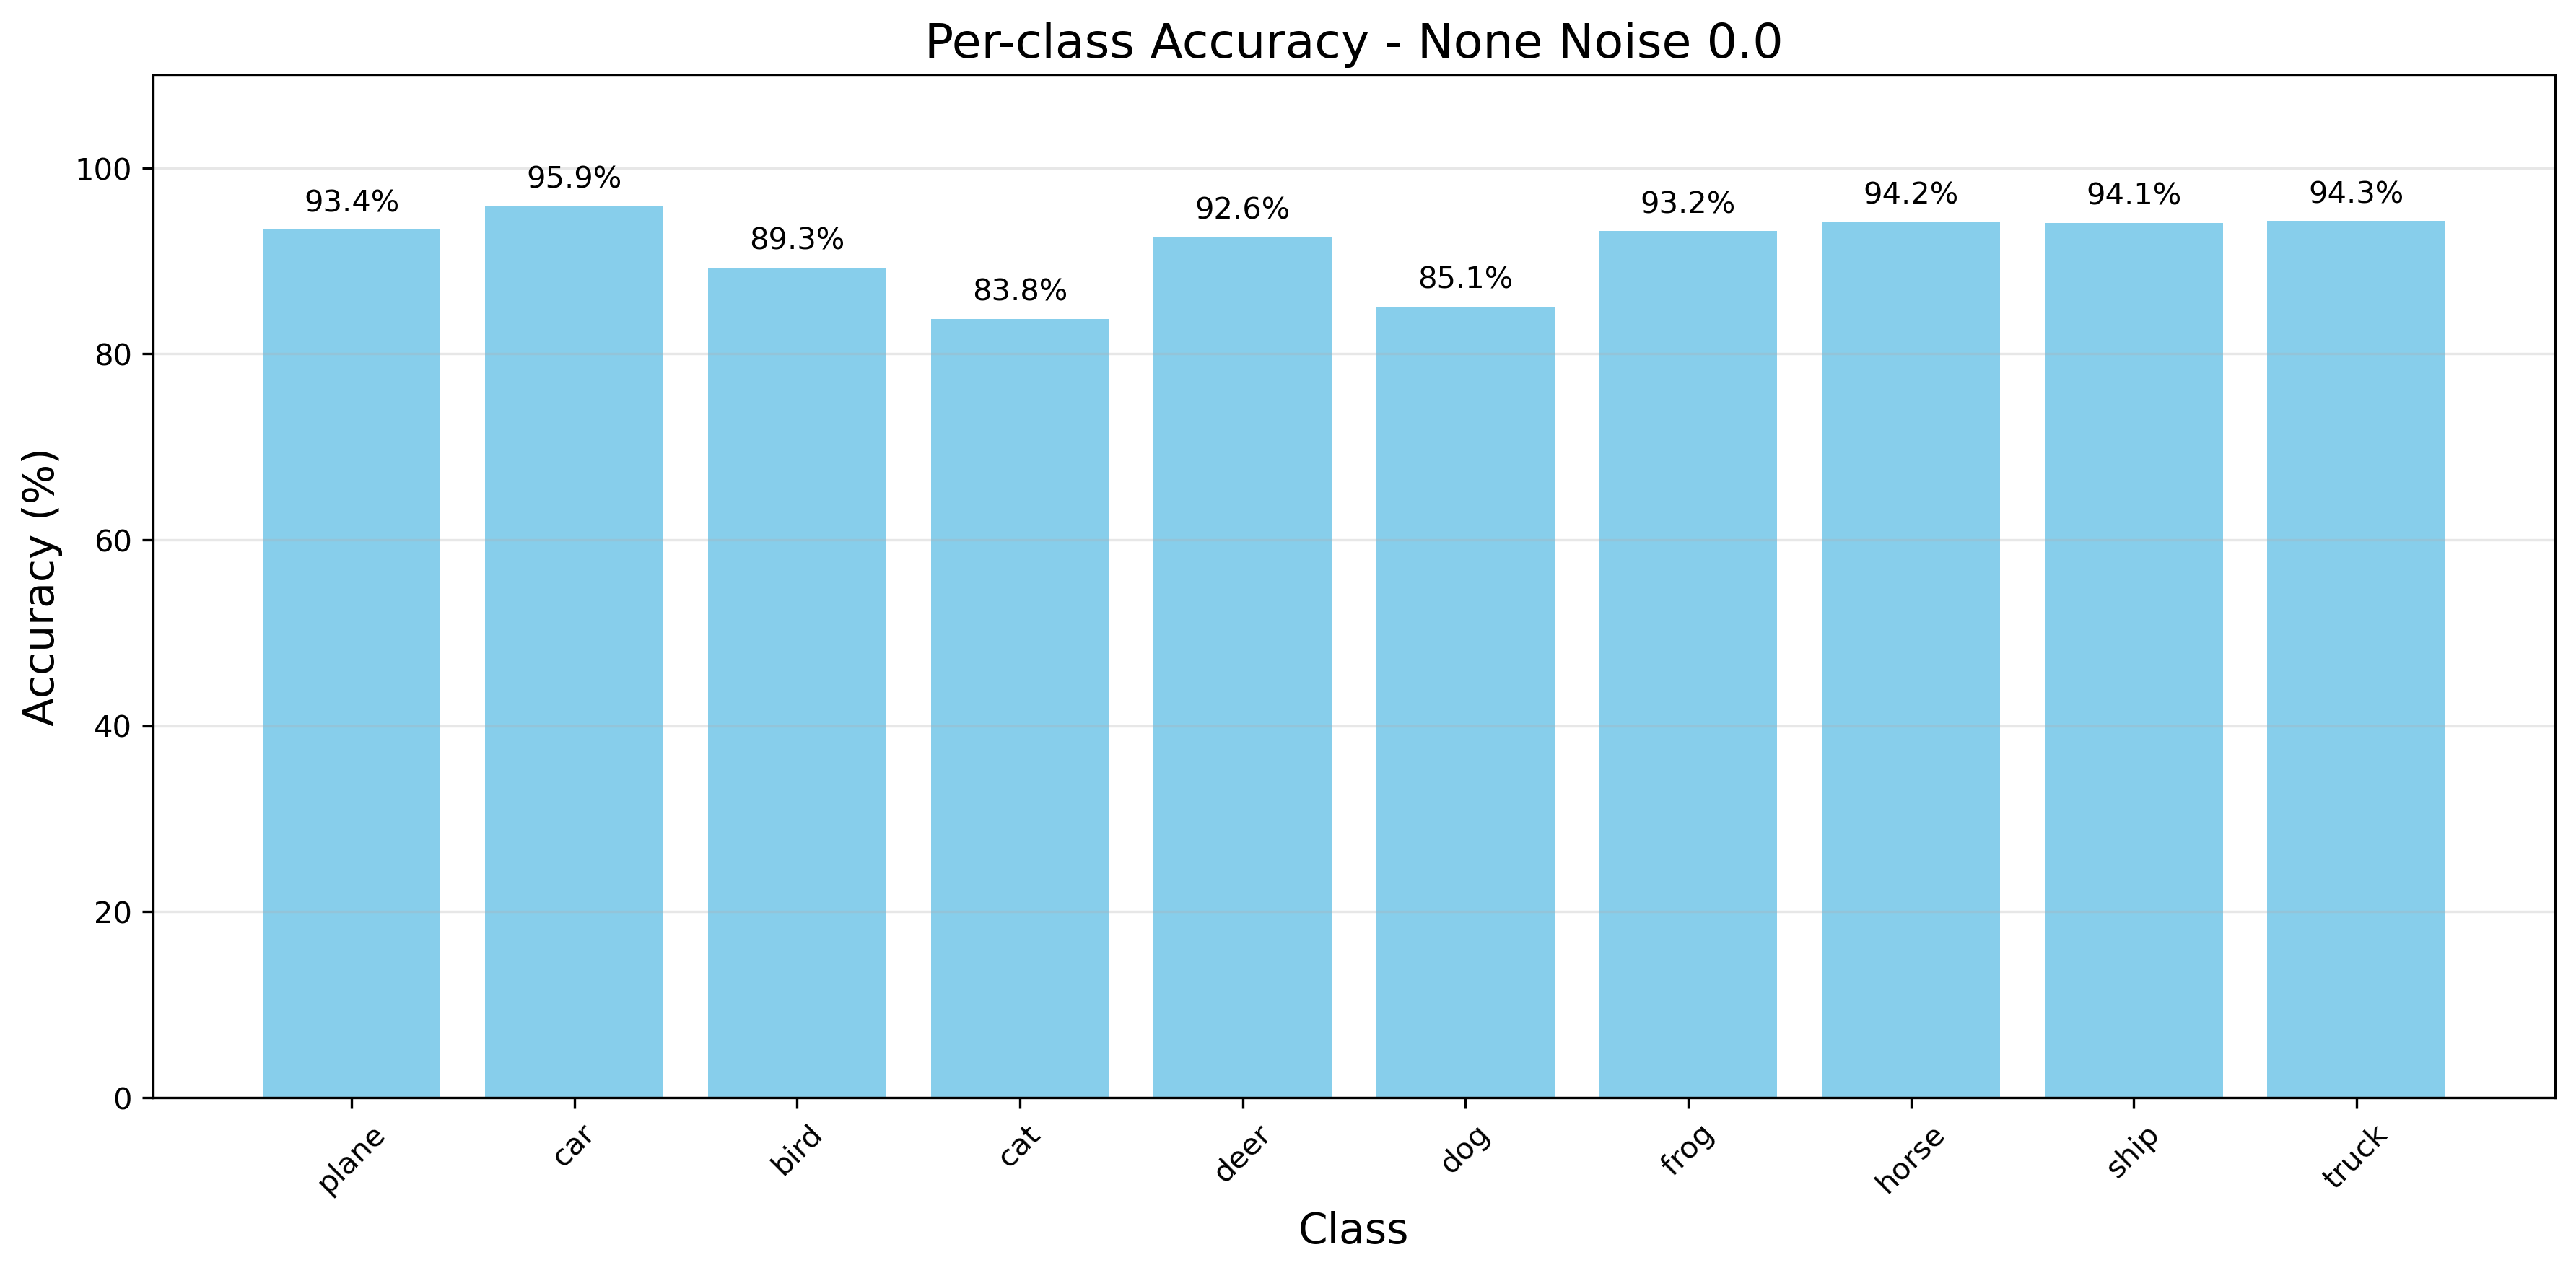 Per-class Accuracy - None Noise 0.0
Accuracy (%)
100
80
60
40
20
0
93.4%
95.9%
89.3%
83.8%
92.6%
85.1%
93.2%
94.2%
94.1%
94.3%
plane
car
bird
cat
deer
dog
frog
horse
ship
truck
Class